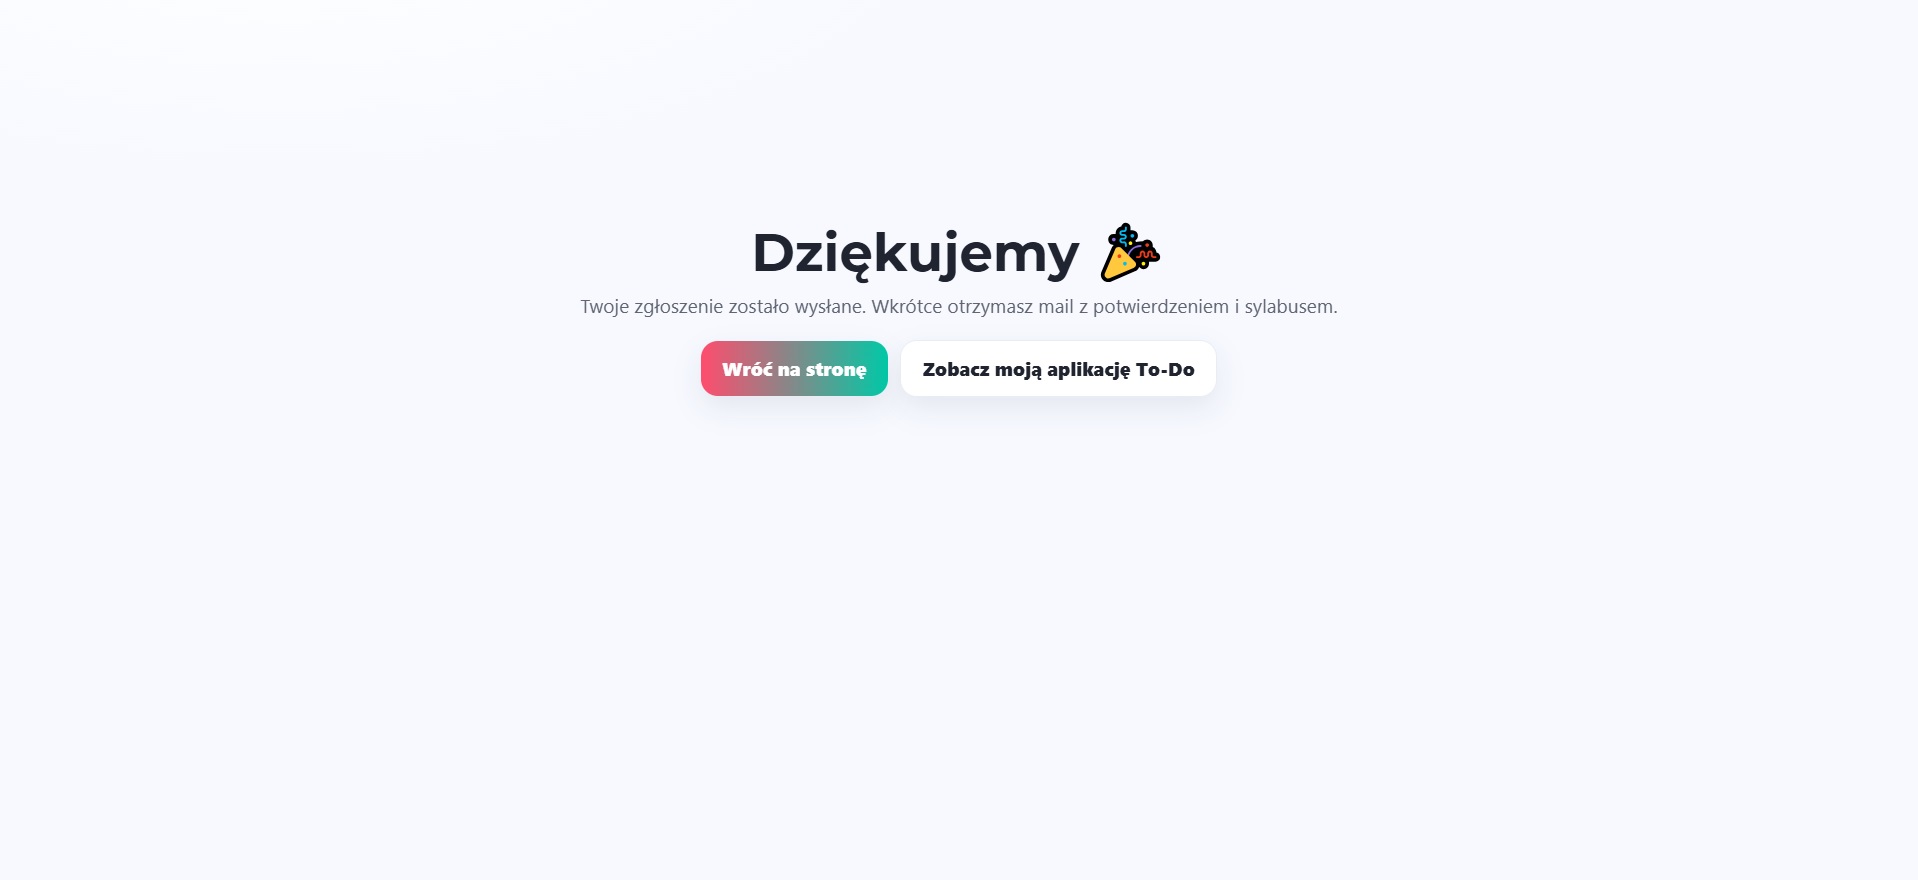 Dziękujemy 🎉
Twoje zgłoszenie zostało wysłane. Wkrótce otrzymasz mail z potwierdzeniem i sylabusem.
Wróć na stronę
Zobacz moją aplikację To-Do